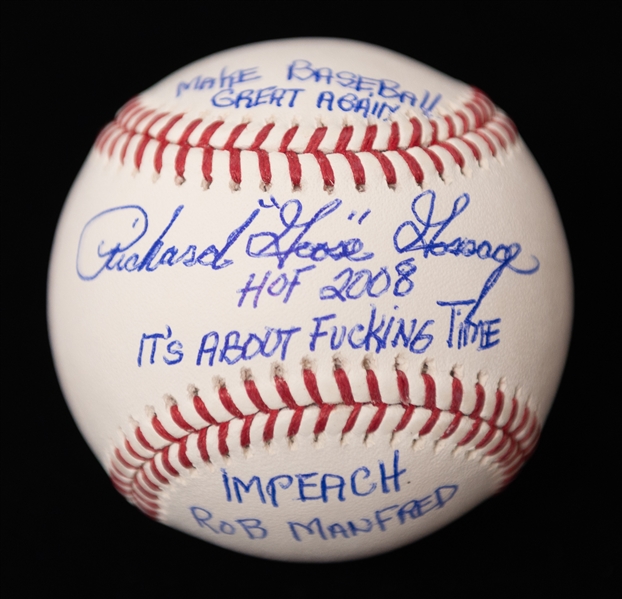 MAKE BASEBALL
GREAT AGAIN
Richard "Goose" Gossage
HOF 2008
IT'S ABOUT FUCKING TIME
IMPEACH
ROB MANFRED